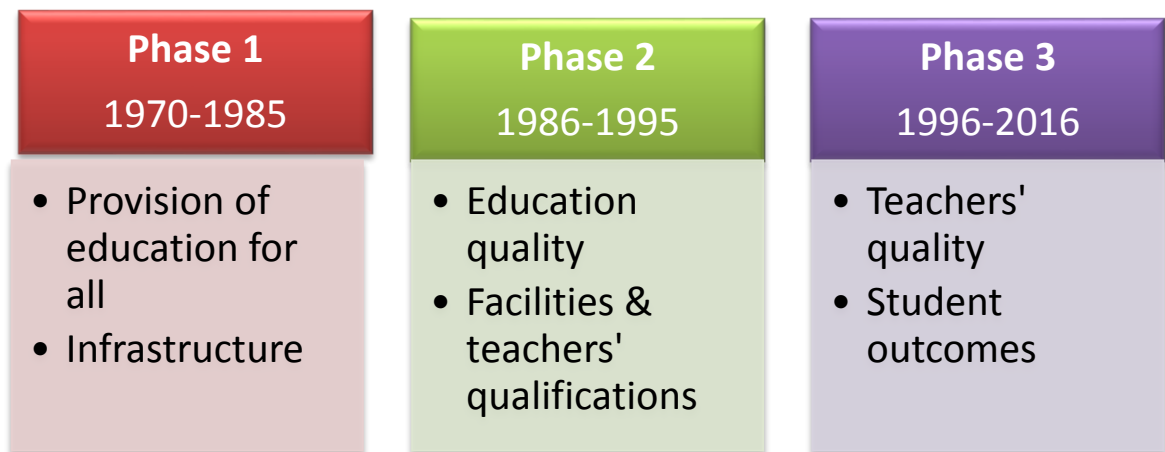 Phase 1
1970-1985
• Provision of
education for
all
• Infrastructure
Phase 2
1986-1995
• Education
quality
• Facilities &
teachers'
qualifications
Phase 3
1996-2016
• Teachers'
quality
• Student
outcomes